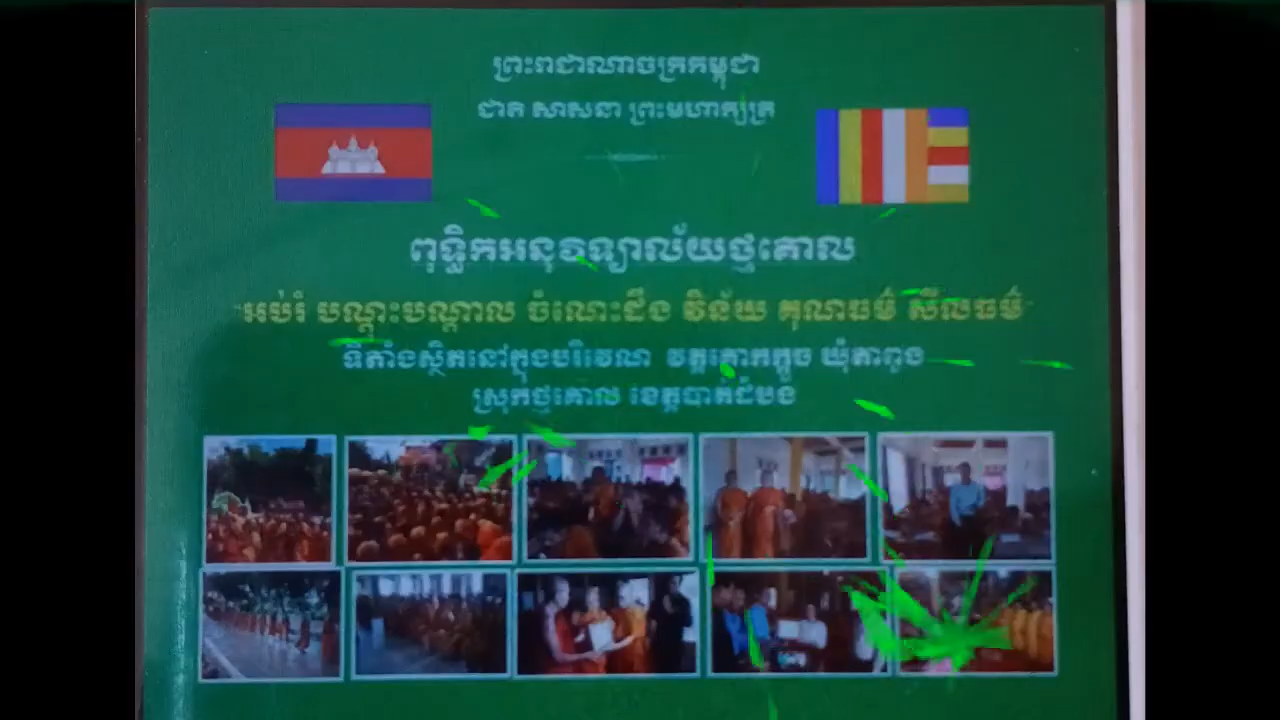 ព្រះរាជាណាចក្រកម្ពុជា
ជាតិ សាសនា ព្រះមហាក្សត្រ
ពុទ្ធិកអនុវិទ្យាល័យថ្មគោល
"អប់រំ បណ្តុះបណ្តាល ចំណេះដឹង វិន័យ គុណធម៌ សីលធម៌"
ទីតាំងស្ថិតនៅក្នុងបរិវេណ វត្តគោកក្តួច ឃុំតាពូង
ស្រុកថ្មគោល ខេត្តបាត់ដំបង